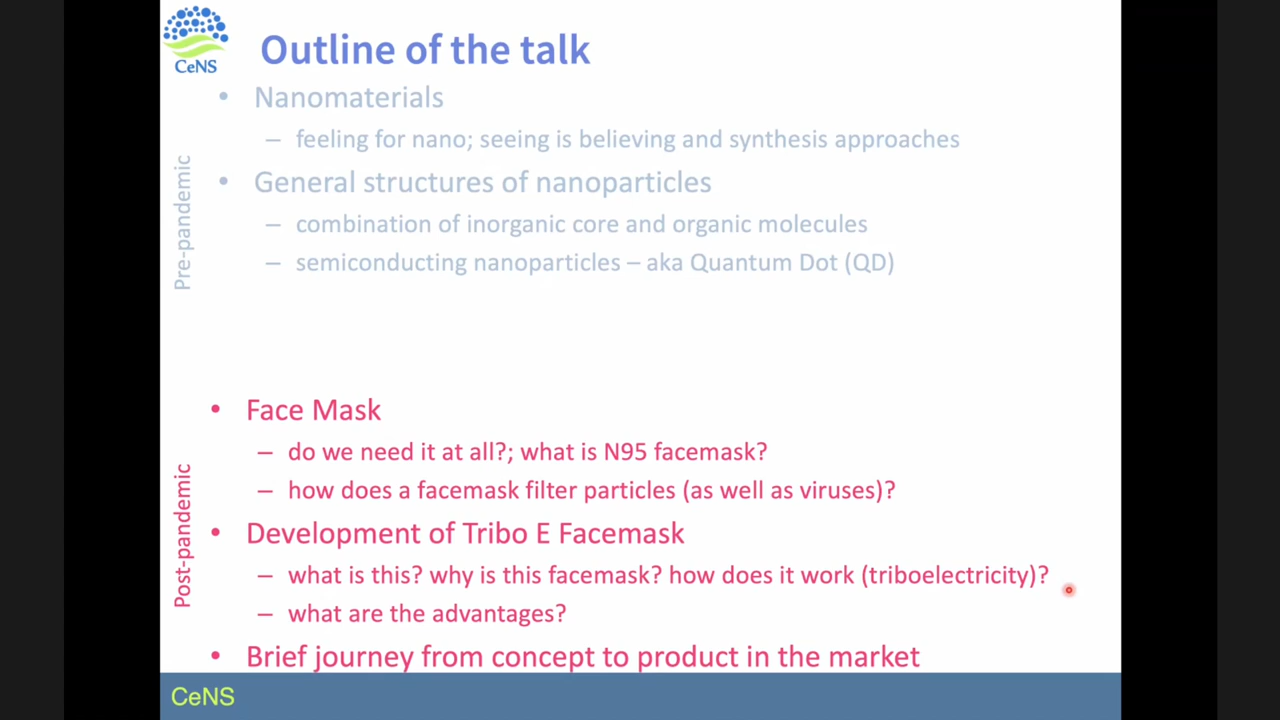 CeNS
Outline of the talk
Pre-pandemic
• Nanomaterials
– feeling for nano; seeing is believing and synthesis approaches
• General structures of nanoparticles
– combination of inorganic core and organic molecules
– semiconducting nanoparticles – aka Quantum Dot (QD)
Post-pandemic
• Face Mask
– do we need it at all?; what is N95 facemask?
– how does a facemask filter particles (as well as viruses)?
• Development of Tribo E Facemask
– what is this? why is this facemask? how does it work (triboelectricity)?
– what are the advantages?
• Brief journey from concept to product in the market
CeNS